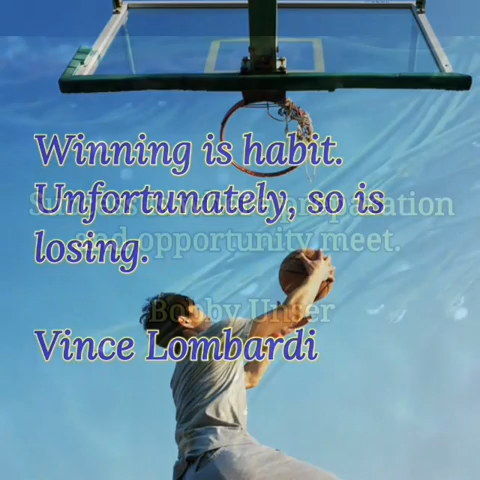 Winning is habit.
Unfortunately, so is
losing.
Vince Lombardi
and opportunity meet.
Bobby Unser